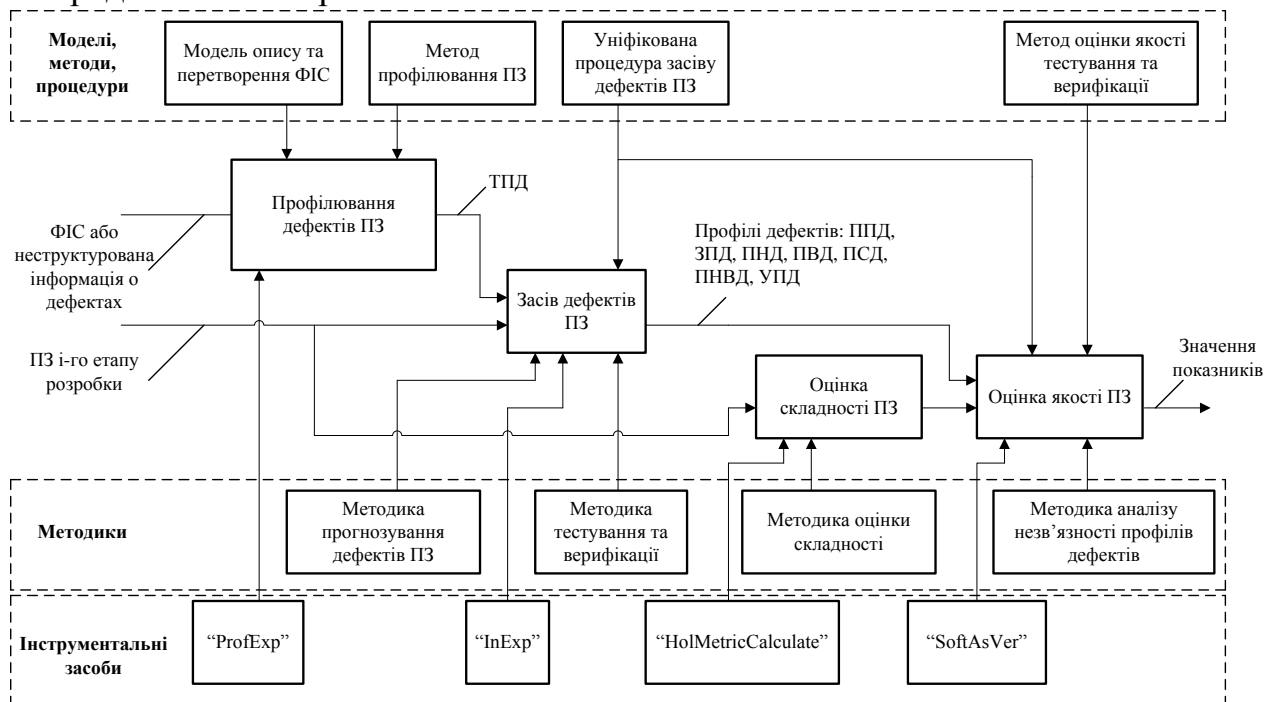 Моделі,
методи,
процедури
Модель опису та
перетворення ФІС
Метод
профілювання ПЗ
Уніфікована
процедура засіву
дефектів ПЗ
Метод оцінки якості
тестування та
верифікації
Профілювання
дефектів ПЗ
ТПД
ФІС або
неструктурована
інформація о
дефектах
Профілі дефектів: ППД,
ЗПД, ПНД, ПВД, ПСД,
ПНВД, УПД
Засів дефектів
ПЗ
ПЗ і-го етапу
розробки
Оцінка
складності ПЗ
Оцінка якості ПЗ
Значення
показників
Методики
Методика
прогнозування
дефектів ПЗ
Методика
тестування та
верифікації
Методика оцінки
складності
Методика аналізу
незв’язності профілів
дефектів
Інструментальні
засоби
“ProfExp”
“InExp”
“HolMetricCalculate”
“SoftAsVer”